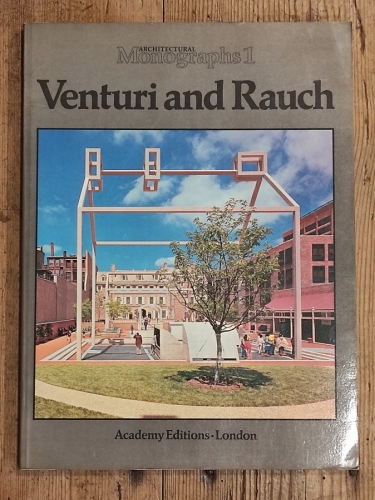 ARCHITECTURAL
Monographs 1
Venturi and Rauch
Academy Editions · London